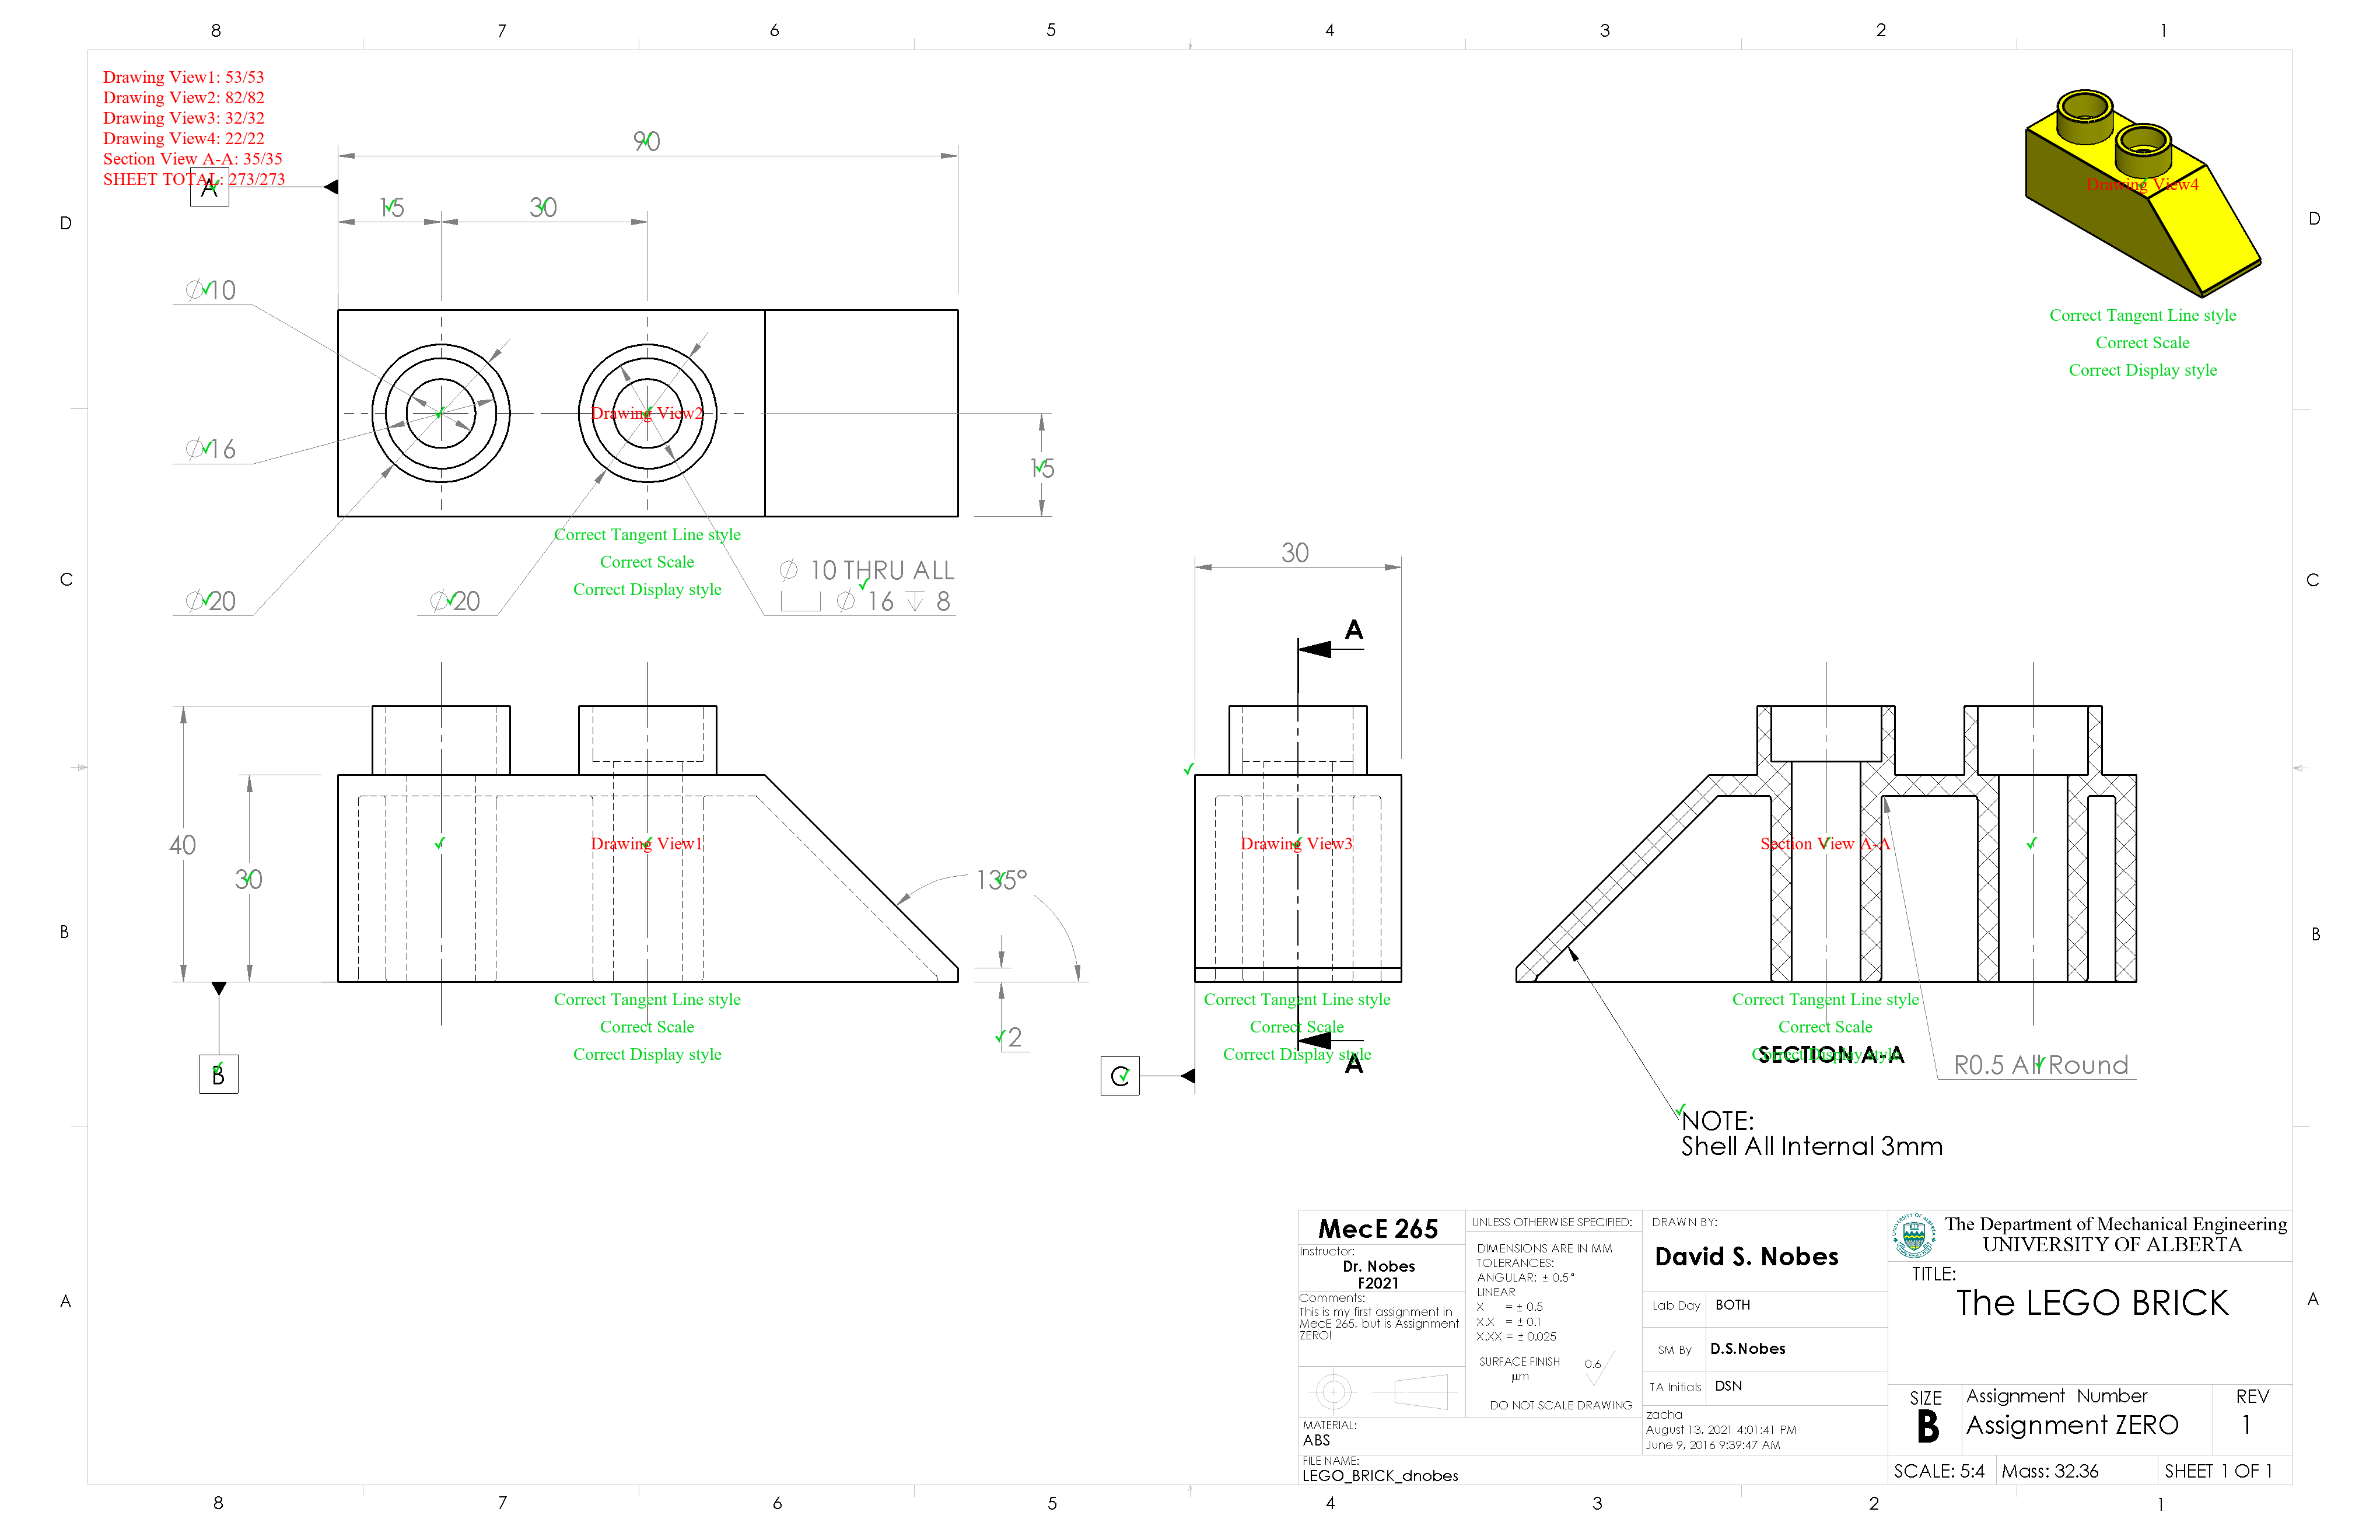 8 7 6 5 4 3 2 1
Drawing View1: 53/53
Drawing View2: 82/82
Drawing View3: 32/32
Drawing View4: 22/22
Section View A-A: 35/35
SHEET TOTAL: 273/273
A
90
15 30
D D
Drawing View4
Correct Tangent Line style
Correct Scale
Correct Display style
∅10
∅16
Drawing View2
15
Correct Tangent Line style
Correct Scale
Correct Display style
∅20
∅20
∅ 10 THRU ALL
⌴ ∅ 16 ↧ 8
C C
30
A
40
30
Drawing View1
135°
2
B B
Correct Tangent Line style
Correct Scale
Correct Display style
B
Drawing View3
Correct Tangent Line style
Correct Scale
Correct Display style
A
C
Section View A-A
Correct Tangent Line style
Correct Scale
Correct Display style
SECTION A-A
R0.5 All Round
NOTE:
Shell All Internal 3mm
A A
MecE 265
Instructor:
Dr. Nobes
F2021
Comments:
This is my first assignment in
MecE 265, but is Assignment
ZERO!
MATERIAL:
ABS
FILE NAME:
LEGO_BRICK_dnobes
UNLESS OTHERWISE SPECIFIED:
DIMENSIONS ARE IN MM
TOLERANCES:
ANGULAR: ± 0.5°
LINEAR
X = ± 0.5
X.X = ± 0.1
X.XX = ± 0.025
SURFACE FINISH 0.6
µm
DO NOT SCALE DRAWING
DRAWN BY:
David S. Nobes
Lab Day BOTH
SM By D.S.Nobes
TA Initials DSN
zacha
August 13, 2021 4:01:41 PM
June 9, 2016 9:39:47 AM
The Department of Mechanical Engineering
UNIVERSITY OF ALBERTA
TITLE:
The LEGO BRICK
SIZE
B
Assignment Number
Assignment ZERO
REV
1
SCALE: 5:4 Mass: 32.36 SHEET 1 OF 1
8 7 6 5 4 3 2 1